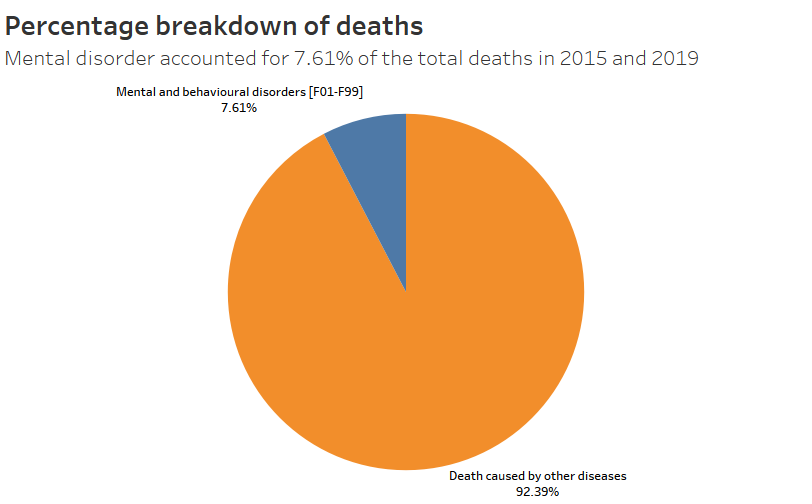 Percentage breakdown of deaths
Mental disorder accounted for 7.61% of the total deaths in 2015 and 2019
Mental and behavioural disorders [F01-F99]
7.61%
Death caused by other diseases
92.39%